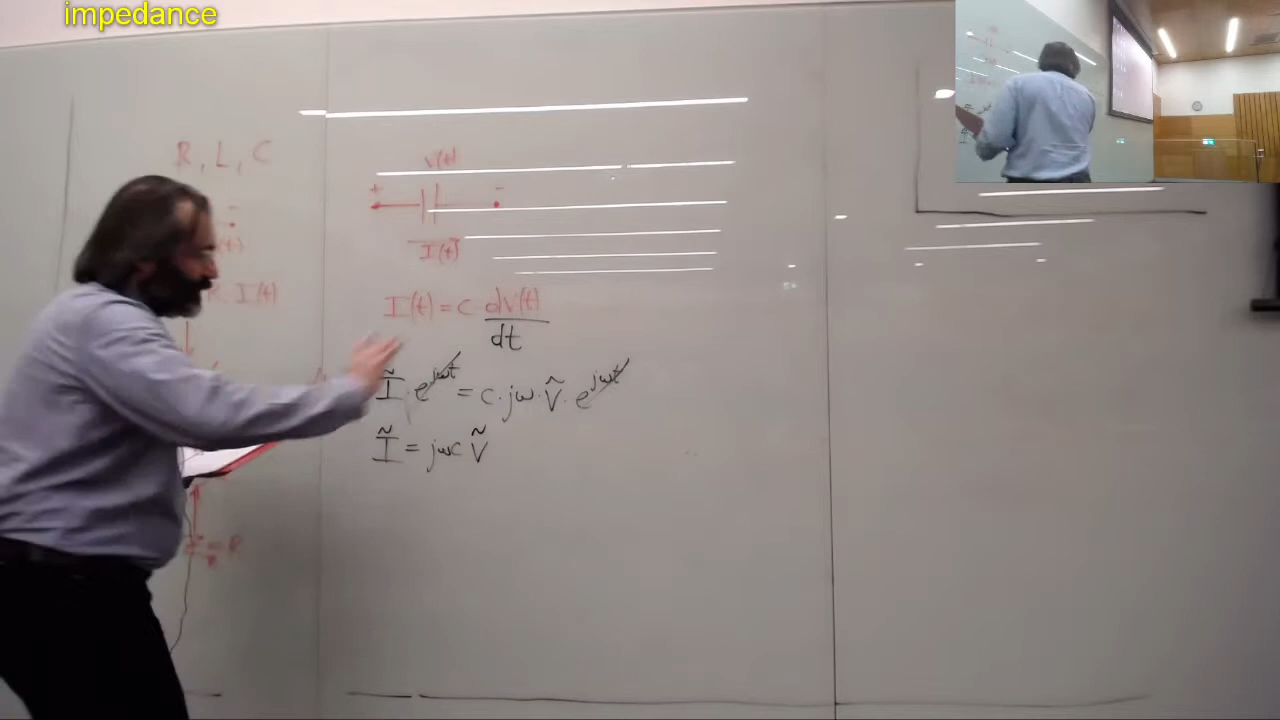 impedance
R, L, C
V(t)
+ -
I(t)
R I(t)
I(t) = C dV(t)
dt
Ĩ · e^jωt = C · jω · Ṽ · e^jωt
Ĩ = jωC Ṽ
= R